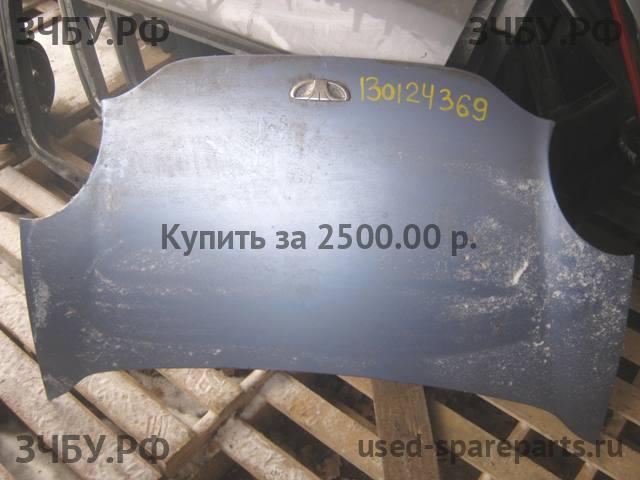 ЗЧБУ.РФ ЗЧБУ.РФ
130124369
Купить за 2500.00 р.
ЗЧБУ.РФ used-spareparts.ru